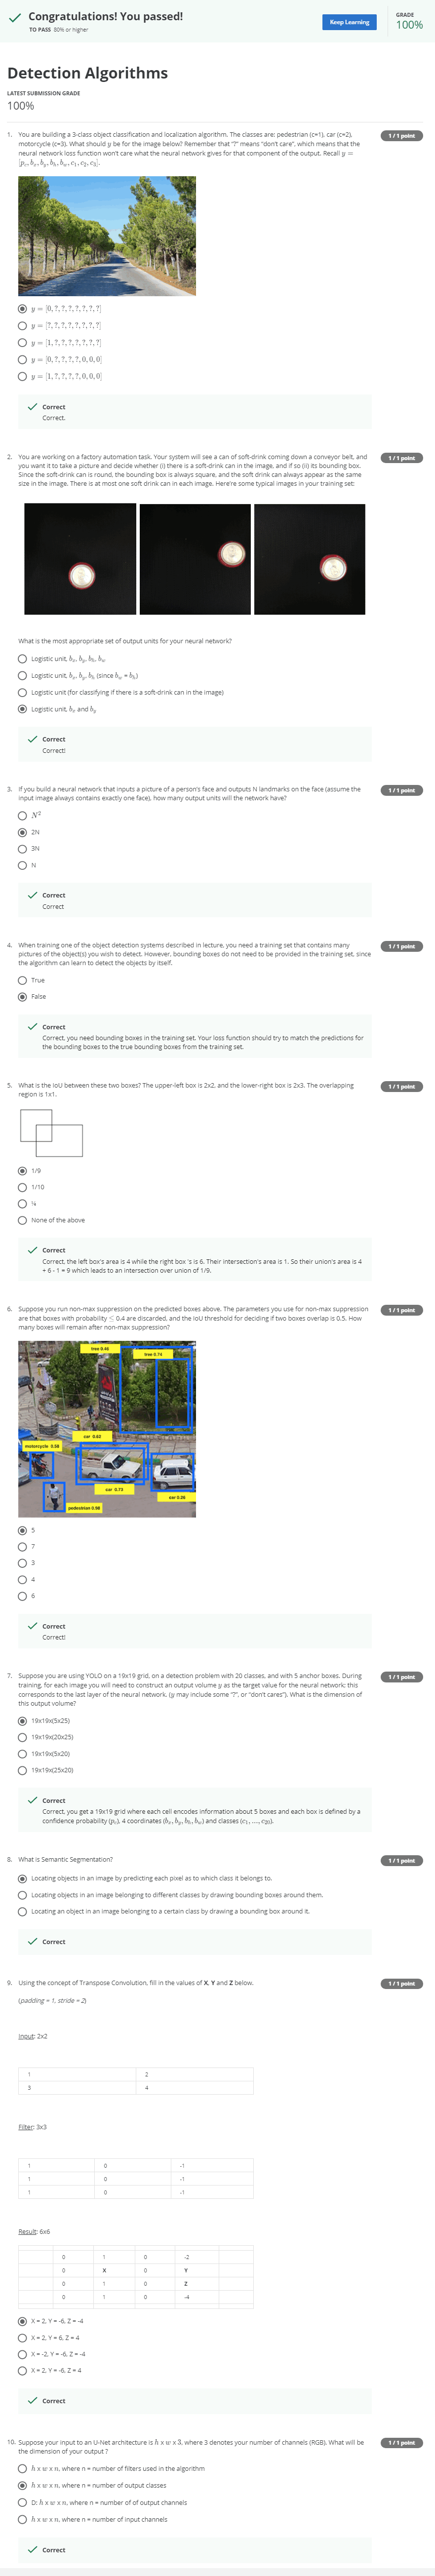 Congratulations! You passed!
TO PASS 80% or higher
Keep Learning
GRADE
100%
Detection Algorithms
LATEST SUBMISSION GRADE
100%
1. You are building a 3-class object classification and localization algorithm. The classes are: pedestrian (c=1), car (c=2),
motorcycle (c=3). What should y be for the image below? Remember that "?" means "don't care", which means that the
neural network loss function won't care what the neural network gives for that component of the output. Recall y =
[p_c, b_x, b_y, b_h, b_w, c_1, c_2, c_3].
1 / 1 point
y = [0, ?, ?, ?, ?, ?, ?, ?]
y = [?, ?, ?, ?, ?, ?, ?, ?]
y = [1, ?, ?, ?, ?, ?, ?, ?]
y = [0, ?, ?, ?, ?, 0, 0, 0]
y = [1, ?, ?, ?, ?, 0, 0, 0]
Correct
Correct.
2. You are working on a factory automation task. Your system will see a can of soft-drink coming down a conveyor belt, and
you want it to take a picture and decide whether (i) there is a soft-drink can in the image, and if so (ii) its bounding box.
Since the soft-drink can is round, the bounding box is always square, and the soft drink can always appear as the same
size in the image. There is at most one soft drink can in each image. Here're some typical images in your training set:
1 / 1 point
What is the most appropriate set of output units for your neural network?
Logistic unit, b_x, b_y, b_h, b_w
Logistic unit, b_x, b_y, b_h (since b_w = b_h)
Logistic unit (for classifying if there is a soft-drink can in the image)
Logistic unit, b_x and b_y
Correct
Correct!
3. If you build a neural network that inputs a picture of a person's face and outputs N landmarks on the face (assume the
input image always contains exactly one face), how many output units will the network have?
1 / 1 point
N²
2N
3N
N
Correct
Correct
4. When training one of the object detection systems described in lecture, you need a training set that contains many
pictures of the object(s) you wish to detect. However, bounding boxes do not need to be provided in the training set, since
the algorithm can learn to detect the objects by itself.
1 / 1 point
True
False
Correct
Correct, you need bounding boxes in the training set. Your loss function should try to match the predictions for
the bounding boxes to the true bounding boxes from the training set.
5. What is the IoU between these two boxes? The upper-left box is 2x2, and the lower-right box is 2x3. The overlapping
region is 1x1.
1 / 1 point
1/9
1/10
¼
None of the above
Correct
Correct, the left box's area is 4 while the right box 's is 6. Their intersection's area is 1. So their union's area is 4
+ 6 - 1 = 9 which leads to an intersection over union of 1/9.
6. Suppose you run non-max suppression on the predicted boxes above. The parameters you use for non-max suppression
are that boxes with probability ≤ 0.4 are discarded, and the IoU threshold for deciding if two boxes overlap is 0.5. How
many boxes will remain after non-max suppression?
1 / 1 point
tree 0.46
tree 0.74
car 0.62
motorcycle 0.58
car 0.73
car 0.26
pedestrian 0.98
5
7
3
4
6
Correct
Correct!
7. Suppose you are using YOLO on a 19x19 grid, on a detection problem with 20 classes, and with 5 anchor boxes. During
training, for each image you will need to construct an output volume y as the target value for the neural network; this
corresponds to the last layer of the neural network. (y may include some "?", or "don't cares"). What is the dimension of
this output volume?
1 / 1 point
19x19x(5x25)
19x19x(20x25)
19x19x(5x20)
19x19x(25x20)
Correct
Correct, you get a 19x19 grid where each cell encodes information about 5 boxes and each box is defined by a
confidence probability (p_c), 4 coordinates (b_x, b_y, b_h, b_w) and classes (c_1, ..., c_20).
8. What is Semantic Segmentation?
1 / 1 point
Locating objects in an image by predicting each pixel as to which class it belongs to.
Locating objects in an image belonging to different classes by drawing bounding boxes around them.
Locating an object in an image belonging to a certain class by drawing a bounding box around it.
Correct
9. Using the concept of Transpose Convolution, fill in the values of X, Y and Z below.
1 / 1 point
(padding = 1, stride = 2)
Input: 2x2
1 2
3 4
Filter: 3x3
1 0 -1
1 0 -1
1 0 -1
Result: 6x6
0 1 0 -2
0 X 0 Y
0 1 0 Z
0 1 0 -4
X = 2, Y = -6, Z = -4
X = 2, Y = 6, Z = 4
X = -2, Y = -6, Z = -4
X = 2, Y = -6, Z = 4
Correct
10. Suppose your input to an U-Net architecture is h x w x 3, where 3 denotes your number of channels (RGB). What will be
the dimension of your output ?
1 / 1 point
h x w x n, where n = number of filters used in the algorithm
h x w x n, where n = number of output classes
D: h x w x n, where n = number of of output channels
h x w x n, where n = number of input channels
Correct